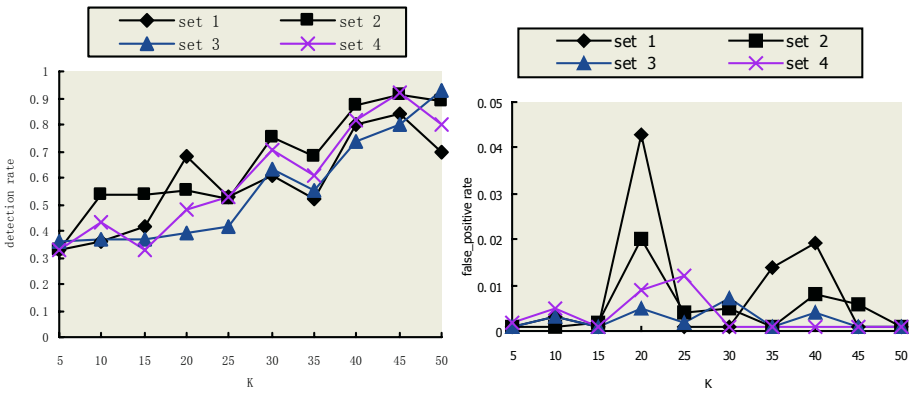 set 1
set 2
set 3
set 4
1
0.9
0.8
0.7
0.6
0.5
0.4
0.3
0.2
0.1
0
detection rate
5 10 15 20 25 30 35 40 45 50
K
set 1
set 2
set 3
set 4
0.05
0.04
0.03
0.02
0.01
0
false_positive rate
5 10 15 20 25 30 35 40 45 50
K